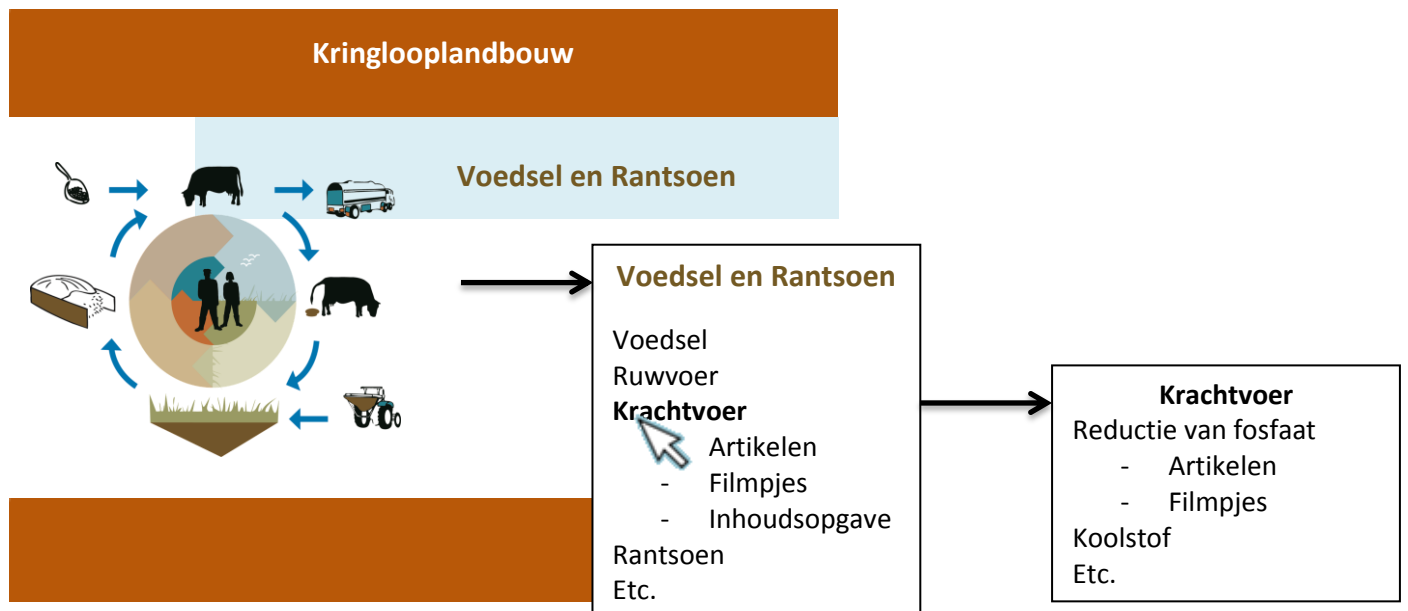 Kringlooplandbouw
Voedsel en Rantsoen
Voedsel en Rantsoen
Voedsel
Ruwvoer
Krachtvoer
Artikelen
- Filmpjes
- Inhoudsopgave
Rantsoen
Etc.
Krachtvoer
Reductie van fosfaat
- Artikelen
- Filmpjes
Koolstof
Etc.